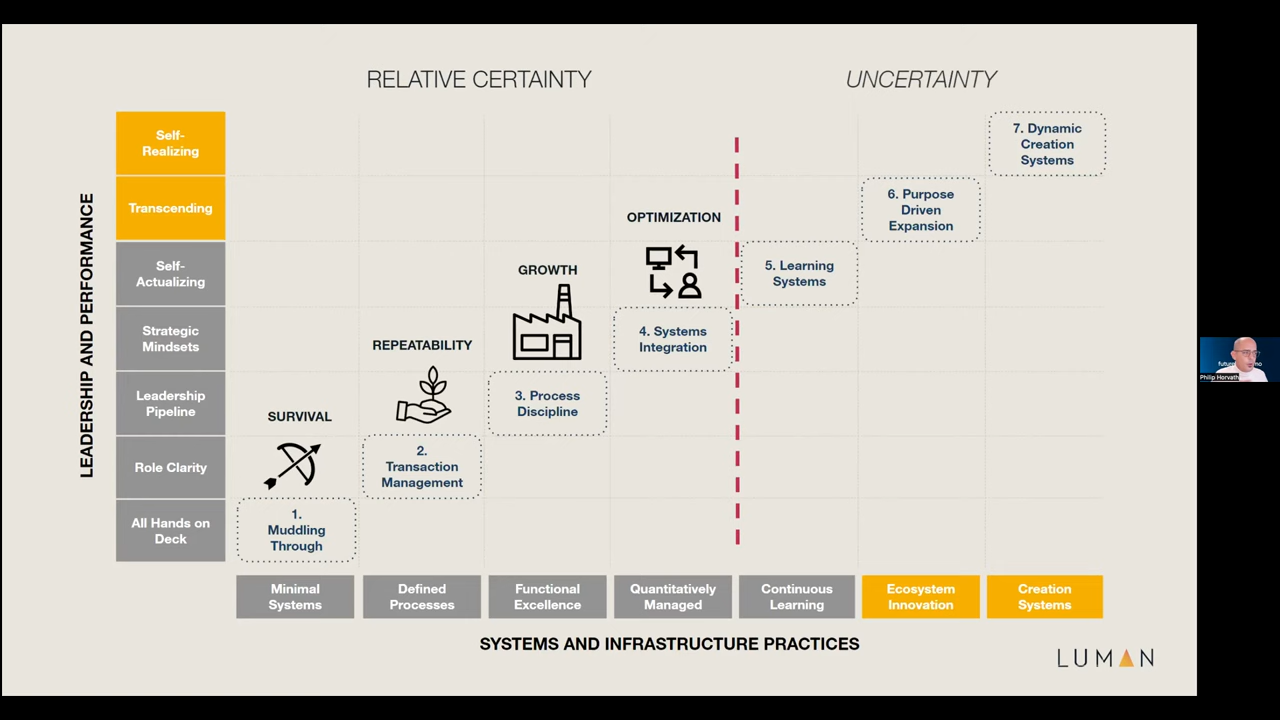 RELATIVE CERTAINTY
UNCERTAINTY
LEADERSHIP AND PERFORMANCE
Self-
Realizing
Transcending
Self-
Actualizing
Strategic
Mindsets
Leadership
Pipeline
Role Clarity
All Hands on
Deck
SURVIVAL
1.
Muddling
Through
REPEATABILITY
2.
Transaction
Management
GROWTH
3. Process
Discipline
OPTIMIZATION
4. Systems
Integration
5. Learning
Systems
6. Purpose
Driven
Expansion
7. Dynamic
Creation
Systems
Minimal
Systems
Defined
Processes
Functional
Excellence
Quantitatively
Managed
Continuous
Learning
Ecosystem
Innovation
Creation
Systems
SYSTEMS AND INFRASTRUCTURE PRACTICES
LUMAN
Philip Horvath